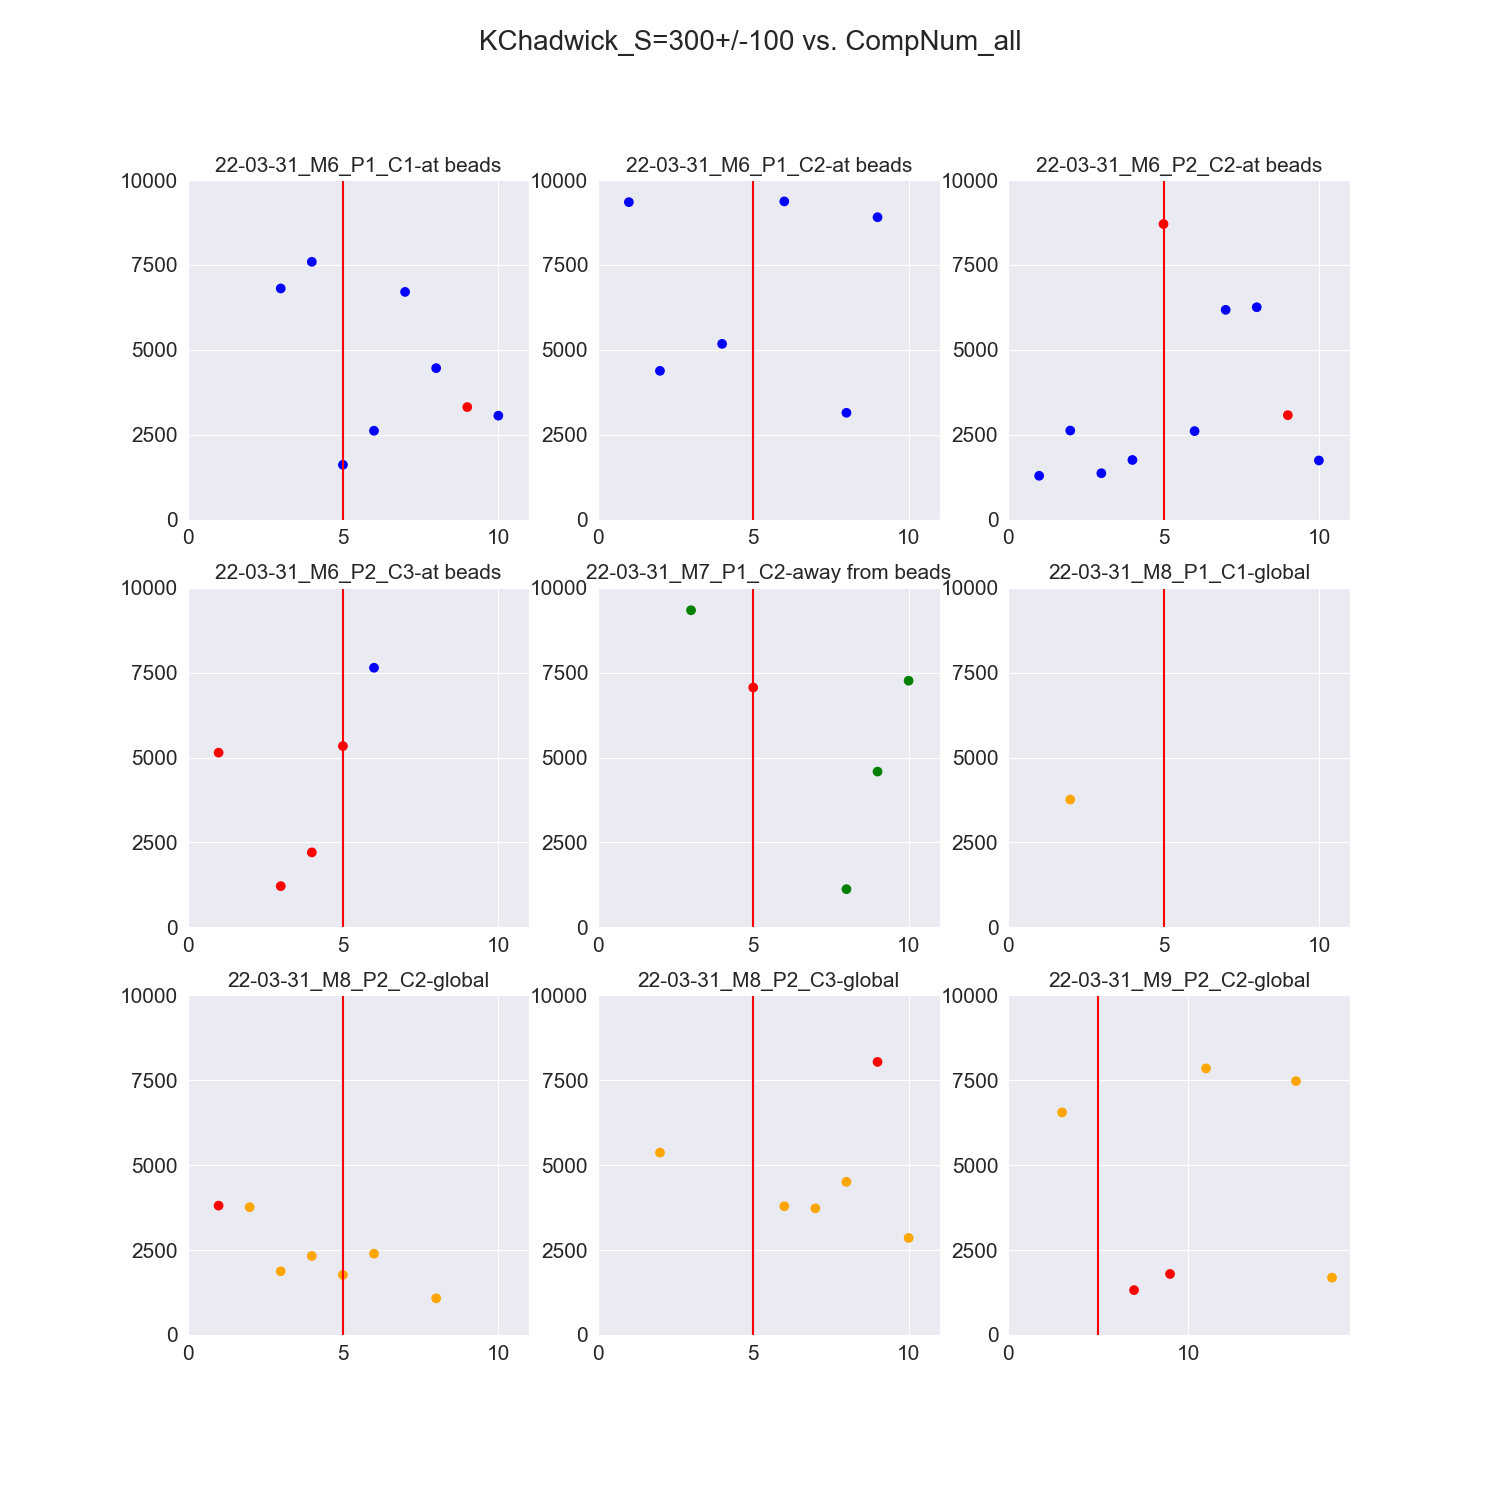 KChadwick_S=300+/-100 vs. CompNum_all
22-03-31_M6_P1_C1-at beads
22-03-31_M6_P1_C2-at beads
22-03-31_M6_P2_C2-at beads
10000
7500
5000
2500
0
0 5 10
10000
7500
5000
2500
0
0 5 10
10000
7500
5000
2500
0
0 5 10
22-03-31_M6_P2_C3-at beads
22-03-31_M7_P1_C2-away from beads
22-03-31_M8_P1_C1-global
10000
7500
5000
2500
0
0 5 10
10000
7500
5000
2500
0
0 5 10
10000
7500
5000
2500
0
0 5 10
22-03-31_M8_P2_C2-global
22-03-31_M8_P2_C3-global
22-03-31_M9_P2_C2-global
10000
7500
5000
2500
0
0 5 10
10000
7500
5000
2500
0
0 5 10
10000
7500
5000
2500
0
0 10